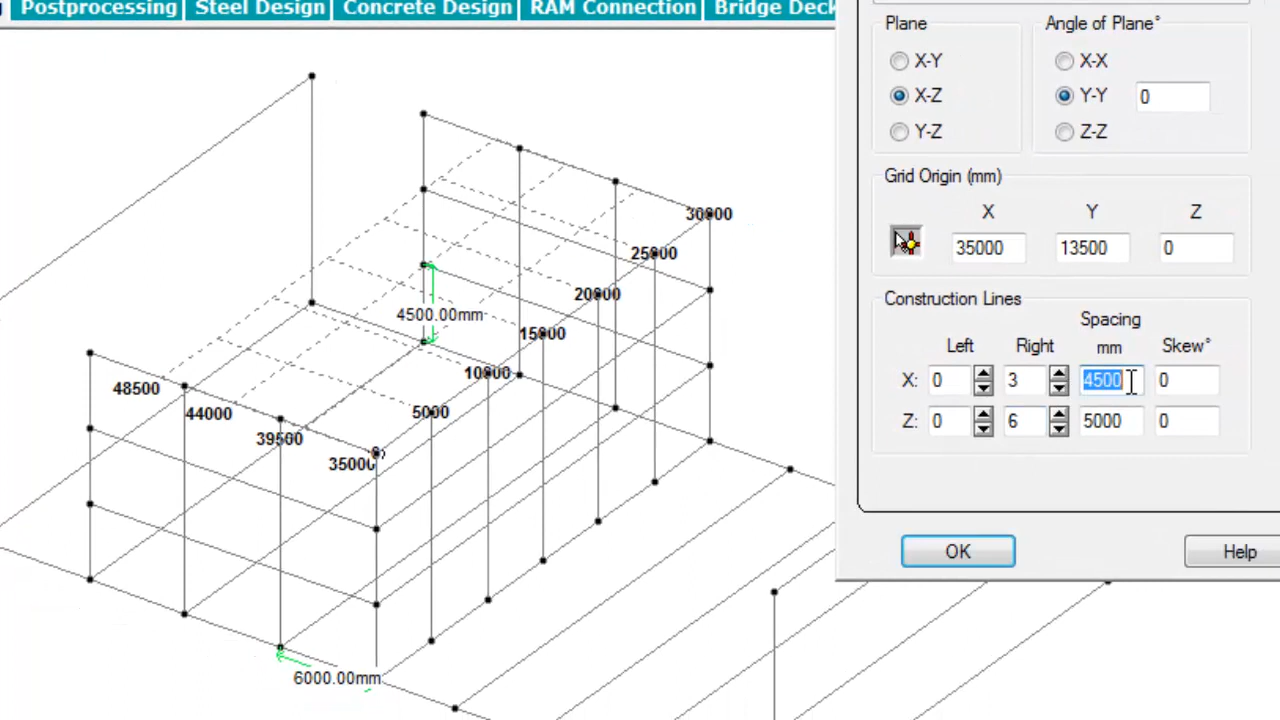 Postprocessing Steel Design Concrete Design RAM Connection Bridge Deck
Plane Angle of Plane°
X-Y X-X
X-Z Y-Y 0
Y-Z Z-Z
Grid Origin (mm)
X Y Z
35000 13500 0
Construction Lines
Spacing
Left Right mm Skew°
X: 0 3 4500 0
Z: 0 6 5000 0
OK Help
30000
25000
20000
4500.00mm
15000
10000
48500
5000
44000
39500
35000
6000.00mm